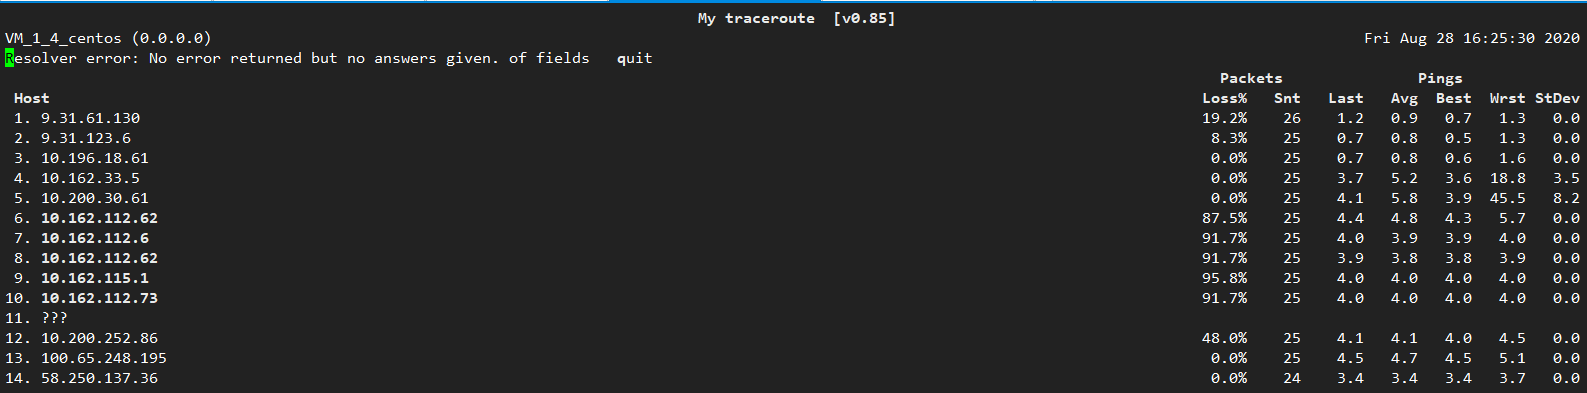 My traceroute [v0.85]
VM_1_4_centos (0.0.0.0) Fri Aug 28 16:25:30 2020
Resolver error: No error returned but no answers given. of fields quit
Packets Pings
Host Loss% Snt Last Avg Best Wrst StDev
1. 9.31.61.130 19.2% 26 1.2 0.9 0.7 1.3 0.0
2. 9.31.123.6 8.3% 25 0.7 0.8 0.5 1.3 0.0
3. 10.196.18.61 0.0% 25 0.7 0.8 0.6 1.6 0.0
4. 10.162.33.5 0.0% 25 3.7 5.2 3.6 18.8 3.5
5. 10.200.30.61 0.0% 25 4.1 5.8 3.9 45.5 8.2
6. 10.162.112.62 87.5% 25 4.4 4.8 4.3 5.7 0.0
7. 10.162.112.6 91.7% 25 4.0 3.9 3.9 4.0 0.0
8. 10.162.112.62 91.7% 25 3.9 3.8 3.8 3.9 0.0
9. 10.162.115.1 95.8% 25 4.0 4.0 4.0 4.0 0.0
10. 10.162.112.73 91.7% 25 4.0 4.0 4.0 4.0 0.0
11. ???
12. 10.200.252.86 48.0% 25 4.1 4.1 4.0 4.5 0.0
13. 100.65.248.195 0.0% 25 4.5 4.7 4.5 5.1 0.0
14. 58.250.137.36 0.0% 24 3.4 3.4 3.4 3.7 0.0